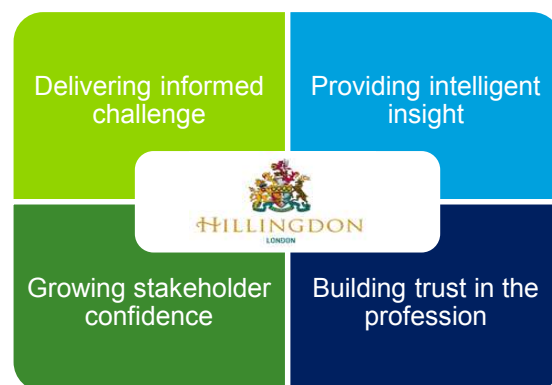 Delivering informed
challenge
Providing intelligent
insight
HILLINGDON
LONDON
Growing stakeholder
confidence
Building trust in the
profession